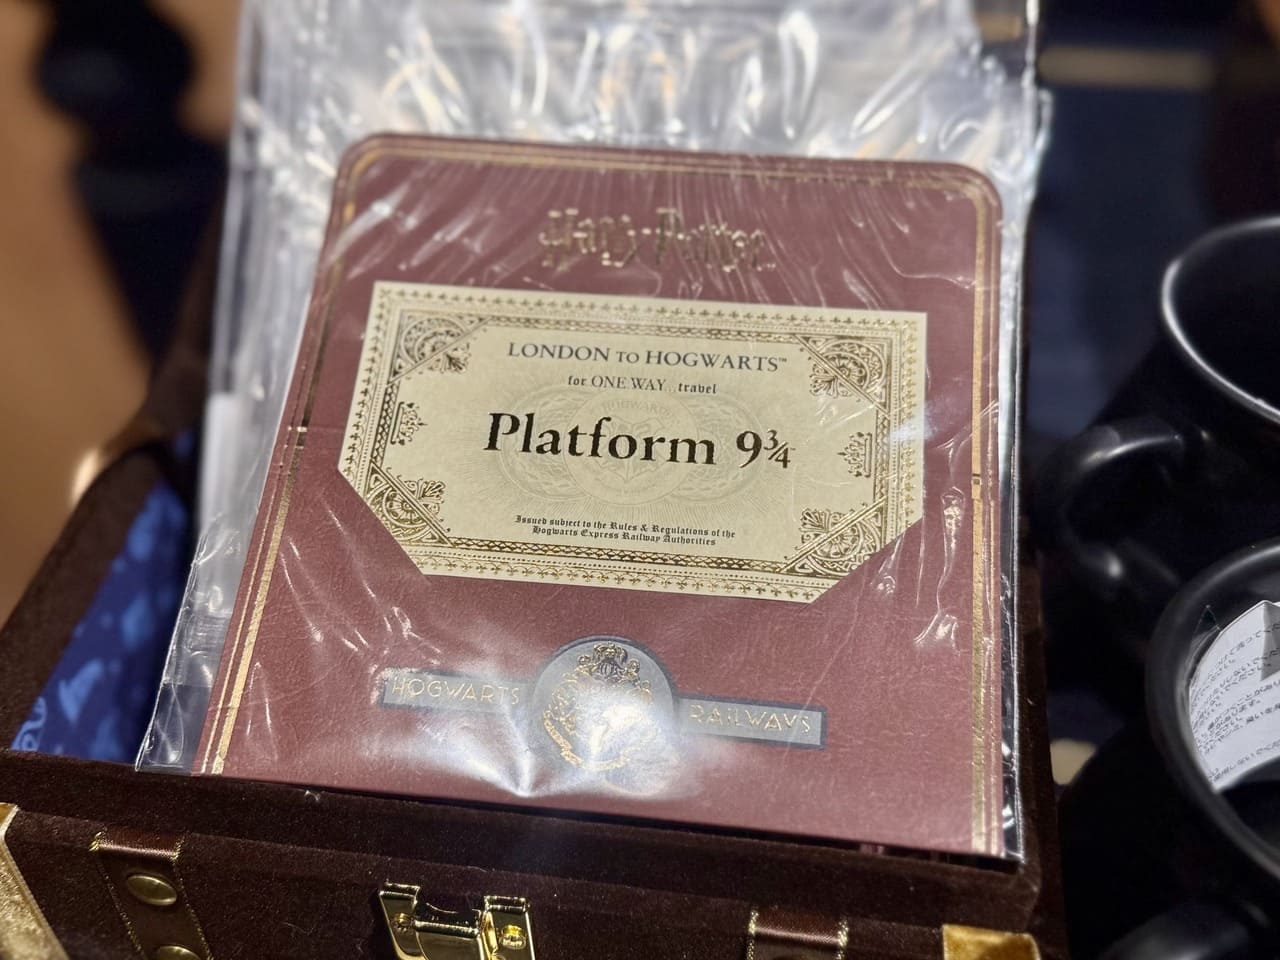 Harry Potter
LONDON TO HOGWARTS™
for ONE WAY travel
Platform 9¾
Issued subject to the Rules & Regulations of the
Hogwarts Express Railway Authorities
HOGWARTS RAILWAYS